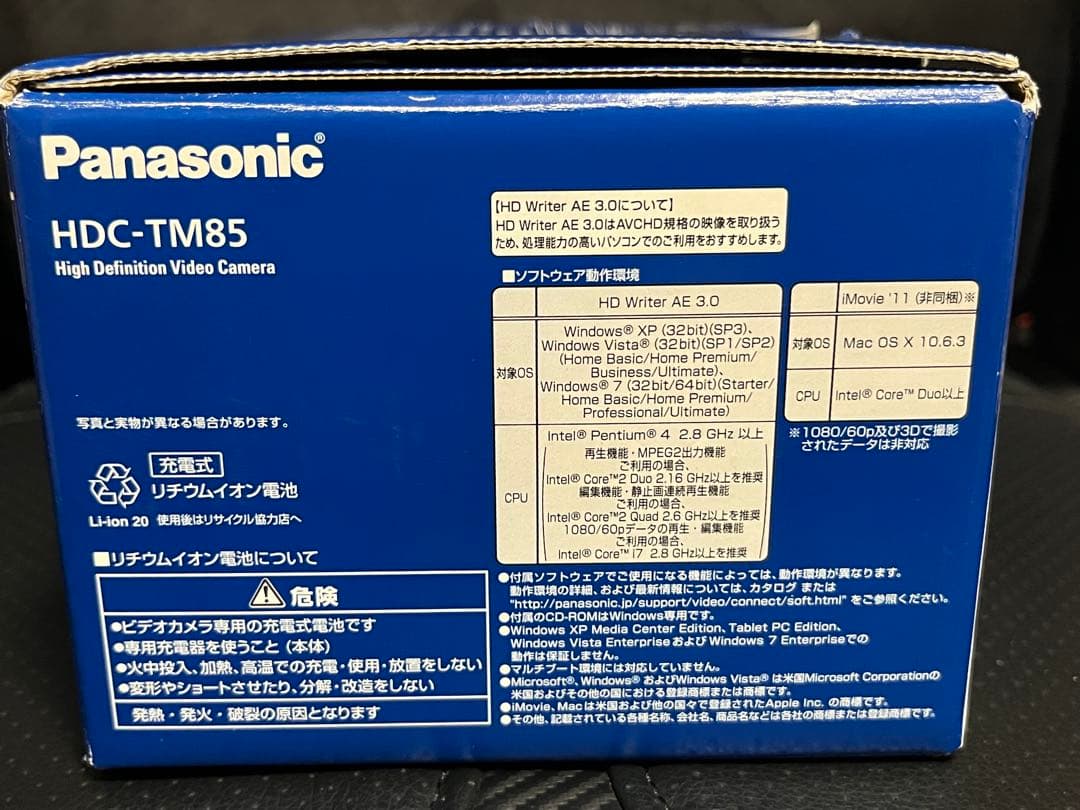 Panasonic®
HDC-TM85
High Definition Video Camera
写真と実物が異なる場合があります。
充電式
リチウムイオン電池
Li-ion 20 使用後はリサイクル協力店へ
■リチウムイオン電池について
危険
●ビデオカメラ専用の充電式電池です
●専用充電器を使うこと(本体)
●火中投入、加熱、高温での充電・使用・放置をしない
●変形やショートさせたり、分解・改造をしない
発熱・発火・破裂の原因となります
【HD Writer AE 3.0について】
HD Writer AE 3.0はAVCHD規格の映像を取り扱う
ため、処理能力の高いパソコンでのご利用をおすすめします。
■ソフトウェア動作環境
HD Writer AE 3.0
対象OS
Windows® XP (32bit)(SP3)、
Windows Vista® (32bit)(SP1/SP2)
(Home Basic/Home Premium/
Business/Ultimate)、
Windows® 7 (32bit/64bit)(Starter/
Home Basic/Home Premium/
Professional/Ultimate)
CPU
Intel® Pentium® 4 2.8 GHz 以上
再生機能・MPEG2出力機能
ご利用の場合、
Intel® Core™2 Duo 2.16 GHz以上を推奨
編集機能・静止画連続再生機能
ご利用の場合、
Intel® Core™2 Quad 2.6 GHz以上を推奨
1080/60pデータの再生・編集機能
ご利用の場合、
Intel® Core™ i7 2.8 GHz以上を推奨
iMovie '11 (非同梱)※
対象OS Mac OS X 10.6.3
CPU Intel® Core™ Duo以上
※1080/60p及び3Dで撮影
されたデータは非対応
●付属ソフトウェアでご使用になる機能によっては、動作環境が異なります。
動作環境の詳細、および最新情報については、カタログ または
"http://panasonic.jp/support/video/connect/soft.html" をご参照ください。
●付属のCD-ROMはWindows専用です。
●Windows XP Media Center Edition、Tablet PC Edition、
Windows Vista EnterpriseおよびWindows 7 Enterpriseでの
動作は保証しません。
●マルチブート環境には対応していません。
●Microsoft®、Windows® およびWindows Vista® は米国Microsoft Corporationの
米国およびその他の国における登録商標または商標です。
●iMovie、Macは米国および他の国々で登録されたApple Inc. の商標です。
●その他、記載されている各種名称、会社名、商品名などは各社の商標または登録商標です。